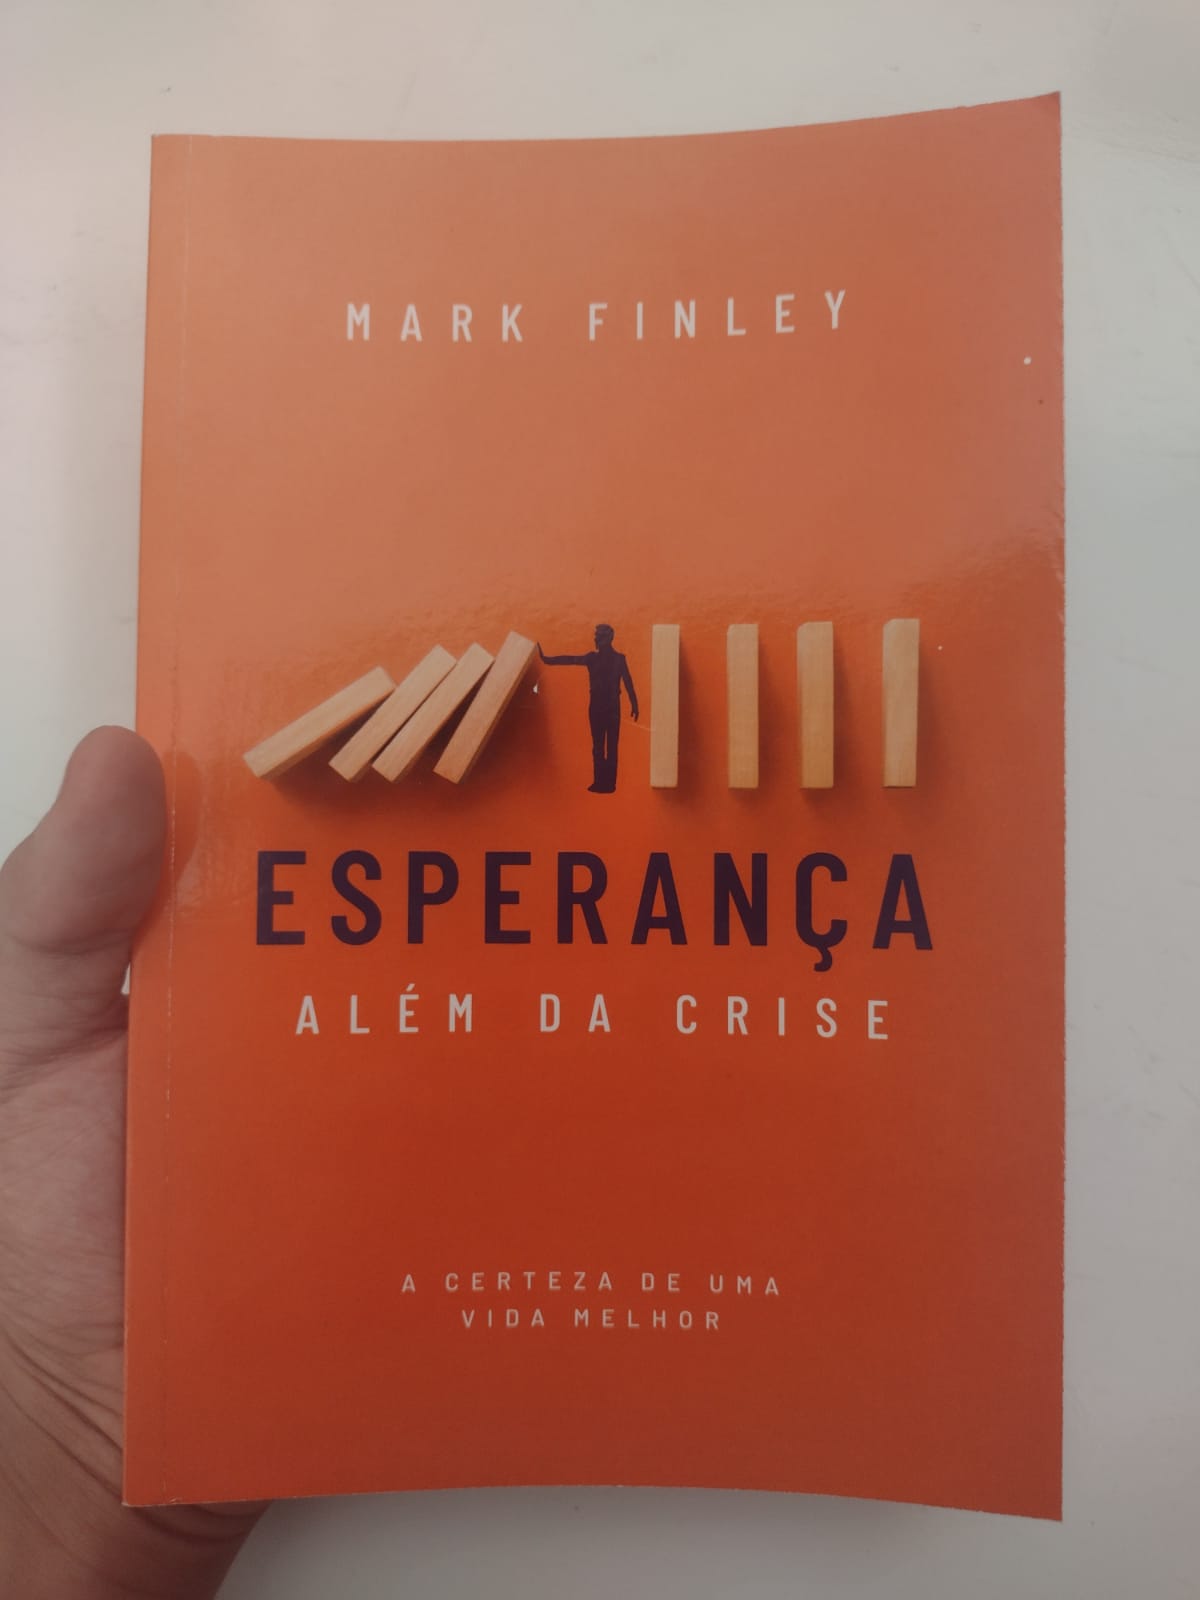 MARK FINLEY
ESPERANÇA
ALÉM DA CRISE
A CERTEZA DE UMA
VIDA MELHOR